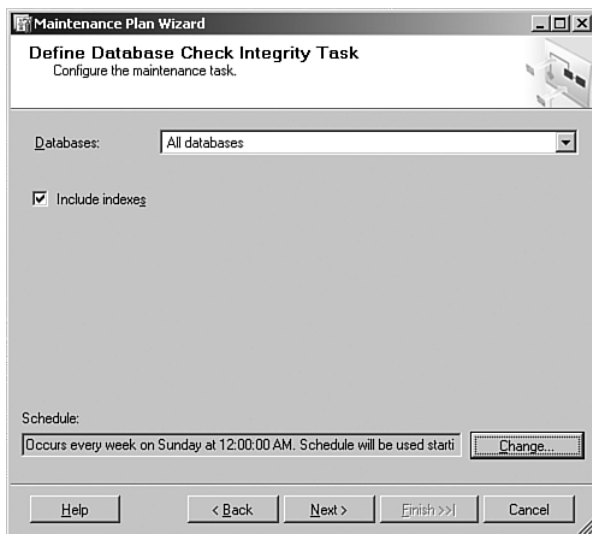 Maintenance Plan Wizard
Define Database Check Integrity Task
Configure the maintenance task.
Databases: All databases
Include indexes
Schedule:
Occurs every week on Sunday at 12:00:00 AM. Schedule will be used starti Change...
Help < Back Next > Finish >>| Cancel